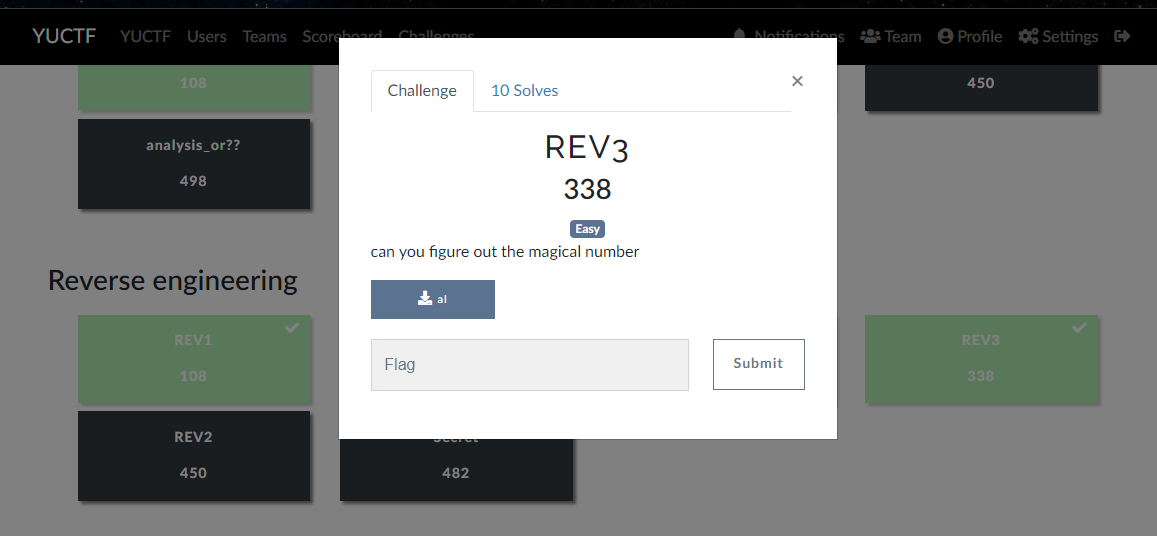 YUCTF YUCTF Users Teams Scoreboard Challenges Notifications Team Profile Settings
108
450
analysis_or??
498
Challenge 10 Solves ×
REV3
338
Easy
can you figure out the magical number
al
Flag Submit
Reverse engineering
REV1
108
REV3
338
REV2
450
Secret
482